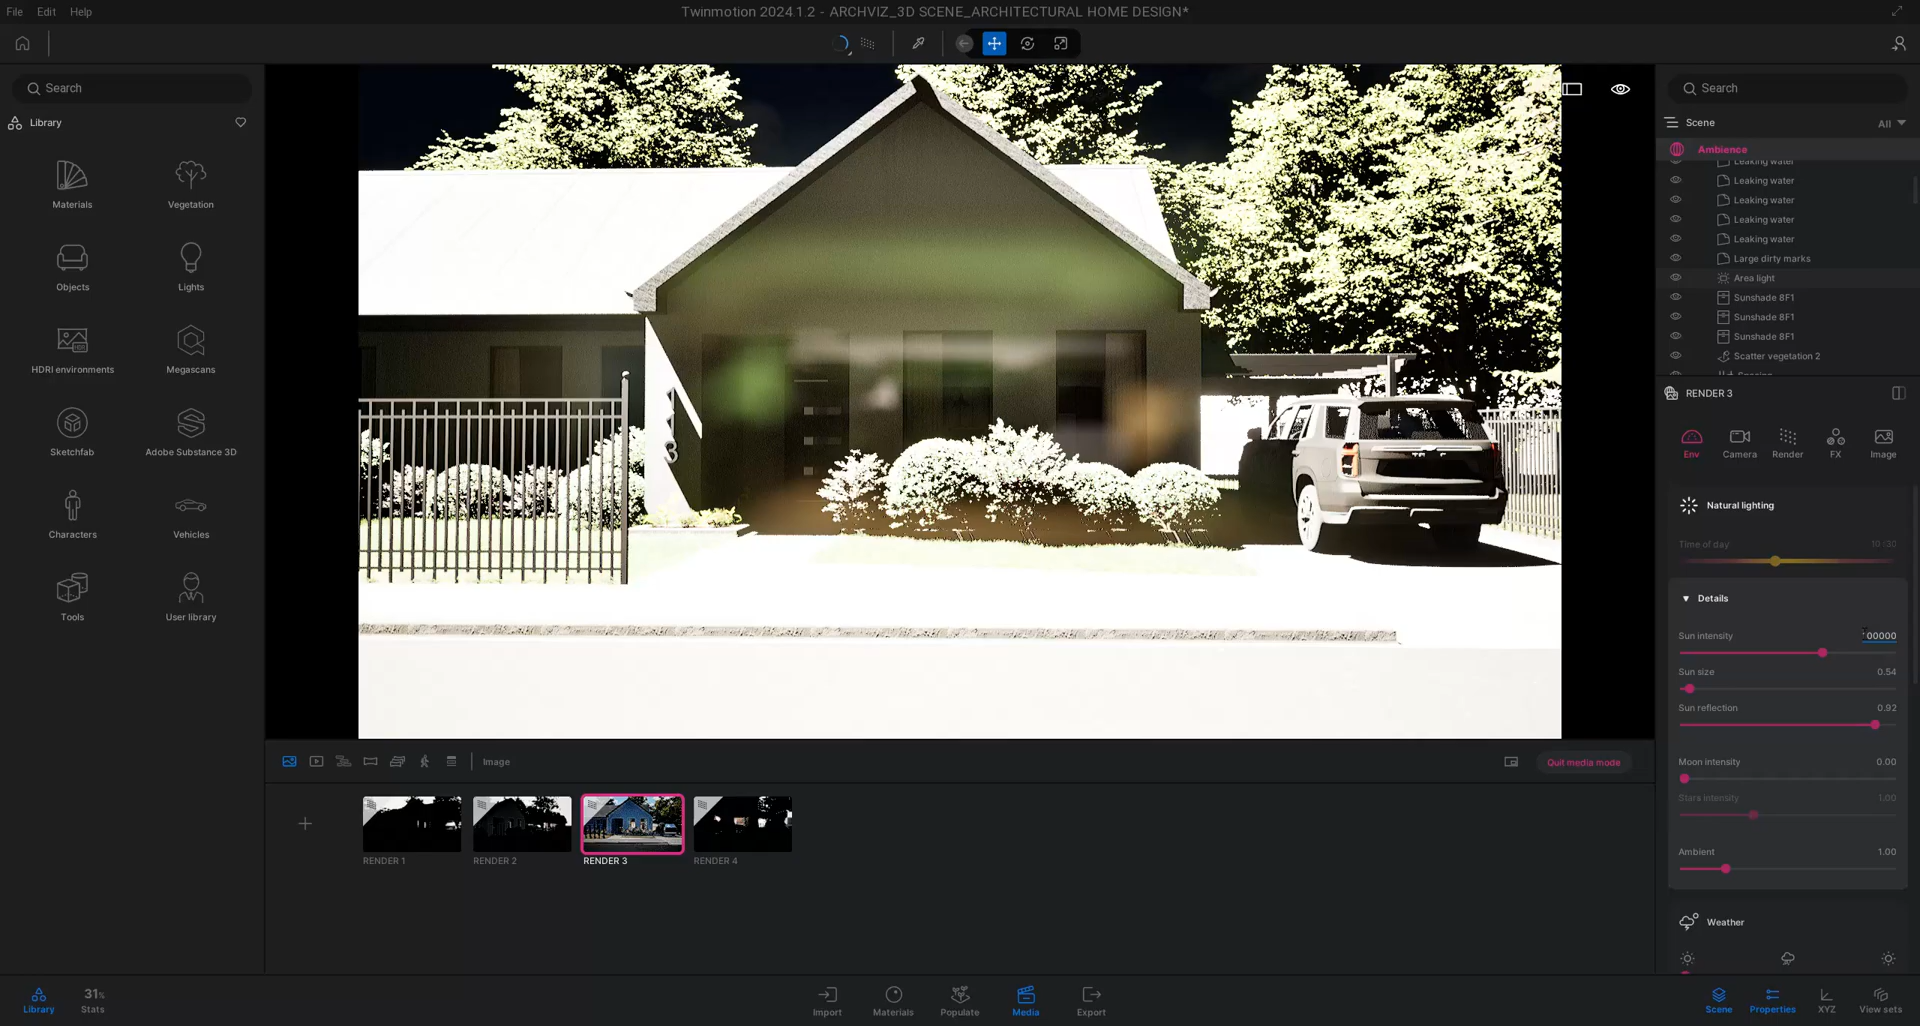 File Edit Help
Twinmotion 2024.1.2 - ARCHVIZ_3D SCENE_ARCHITECTURAL HOME DESIGN*
Search
Library
Materials
Vegetation
Objects
Lights
HDRI environments
Megascans
Sketchfab
Adobe Substance 3D
Characters
Vehicles
Tools
User library
3
Image
Quit media mode
RENDER 1
RENDER 2
RENDER 3
RENDER 4
Search
Scene
All
Ambience
Leaking water
Leaking water
Leaking water
Leaking water
Leaking water
Large dirty marks
Area light
Sunshade 8F1
Sunshade 8F1
Sunshade 8F1
Scatter vegetation 2
RENDER 3
Env Camera Render FX Image
Natural lighting
Time of day 10:30
Details
Sun intensity 00000
Sun size 0.54
Sun reflection 0.92
Moon intensity 0.00
Stars intensity 1.00
Ambient 1.00
Weather
Library
31%
Stats
Import
Materials
Populate
Media
Export
Scene
Properties
XYZ
View sets